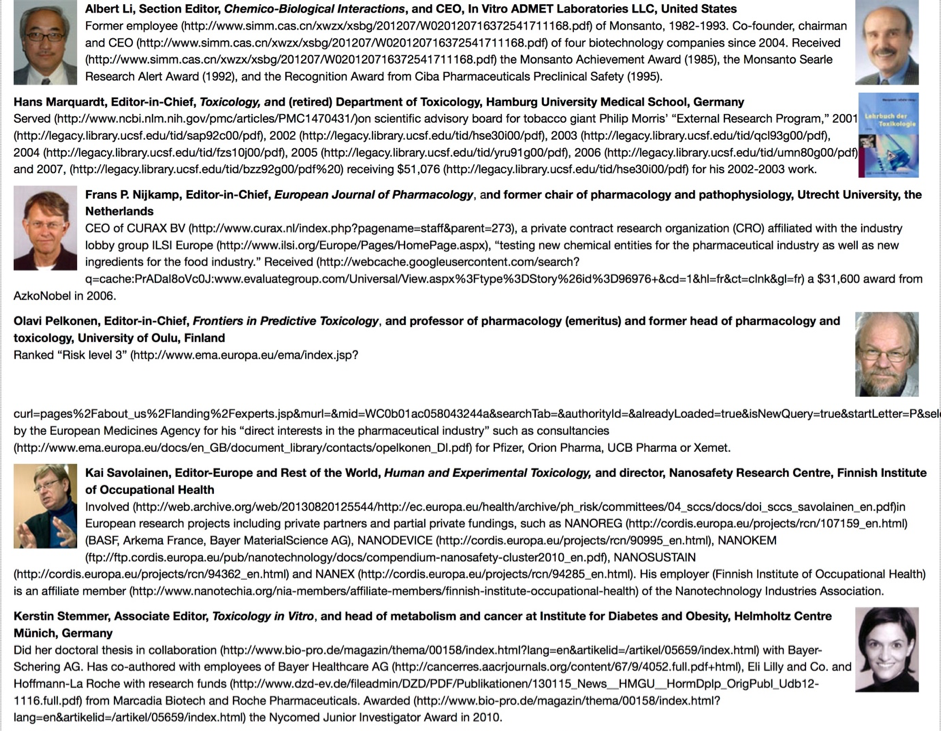 Albert Li, Section Editor, Chemico-Biological Interactions, and CEO, In Vitro ADMET Laboratories LLC, United States
Former employee (http://www.simm.cas.cn/xwzx/xsbg/201207/W020120716372541711168.pdf) of Monsanto, 1982-1993. Co-founder, chairman
and CEO (http://www.simm.cas.cn/xwzx/xsbg/201207/W020120716372541711168.pdf) of four biotechnology companies since 2004. Received
(http://www.simm.cas.cn/xwzx/xsbg/201207/W020120716372541711168.pdf) the Monsanto Achievement Award (1985), the Monsanto Searle
Research Alert Award (1992), and the Recognition Award from Ciba Pharmaceuticals Preclinical Safety (1995).
Hans Marquardt, Editor-in-Chief, Toxicology, and (retired) Department of Toxicology, Hamburg University Medical School, Germany
Served (http://www.ncbi.nlm.nih.gov/pmc/articles/PMC1470431/)on scientific advisory board for tobacco giant Philip Morris' "External Research Program," 2001
(http://legacy.library.ucsf.edu/tid/sap92c00/pdf), 2002 (http://legacy.library.ucsf.edu/tid/hse30i00/pdf), 2003 (http://legacy.library.ucsf.edu/tid/qcl93g00/pdf),
2004 (http://legacy.library.ucsf.edu/tid/fzs10j00/pdf), 2005 (http://legacy.library.ucsf.edu/tid/yru91g00/pdf), 2006 (http://legacy.library.ucsf.edu/tid/umn80g00/pdf)
and 2007, (http://legacy.library.ucsf.edu/tid/bzz92g00/pdf%20) receiving $51,076 (http://legacy.library.ucsf.edu/tid/hse30i00/pdf) for his 2002-2003 work.
Lehrbuch der
Toxikologie
Frans P. Nijkamp, Editor-in-Chief, European Journal of Pharmacology, and former chair of pharmacology and pathophysiology, Utrecht University, the
Netherlands
CEO of CURAX BV (http://www.curax.nl/index.php?pagename=staff&parent=273), a private contract research organization (CRO) affiliated with the industry
lobby group ILSI Europe (http://www.ilsi.org/Europe/Pages/HomePage.aspx), "testing new chemical entities for the pharmaceutical industry as well as new
ingredients for the food industry." Received (http://webcache.googleusercontent.com/search?
q=cache:PrADal8oVc0J:www.evaluategroup.com/Universal/View.aspx%3Ftype%3DStory%26id%3D96976+&cd=1&hl=fr&ct=clnk&gl=fr) a $31,600 award from
AzkoNobel in 2006.
Olavi Pelkonen, Editor-in-Chief, Frontiers in Predictive Toxicology, and professor of pharmacology (emeritus) and former head of pharmacology and
toxicology, University of Oulu, Finland
Ranked "Risk level 3" (http://www.ema.europa.eu/ema/index.jsp?
curl=pages%2Fabout_us%2Flanding%2Fexperts.jsp&murl=&mid=WC0b01ac058043244a&searchTab=&authorityId=&alreadyLoaded=true&isNewQuery=true&startLetter=P&sele
by the European Medicines Agency for his "direct interests in the pharmaceutical industry" such as consultancies
(http://www.ema.europa.eu/docs/en_GB/document_library/contacts/opelkonen_DI.pdf) for Pfizer, Orion Pharma, UCB Pharma or Xemet.
Kai Savolainen, Editor-Europe and Rest of the World, Human and Experimental Toxicology, and director, Nanosafety Research Centre, Finnish Institute
of Occupational Health
Involved (http://web.archive.org/web/20130820125544/http://ec.europa.eu/health/archive/ph_risk/committees/04_sccs/docs/doi_sccs_savolainen_en.pdf)in
European research projects including private partners and partial private fundings, such as NANOREG (http://cordis.europa.eu/projects/rcn/107159_en.html)
(BASF, Arkema France, Bayer MaterialScience AG), NANODEVICE (http://cordis.europa.eu/projects/rcn/90995_en.html), NANOKEM
(ftp://ftp.cordis.europa.eu/pub/nanotechnology/docs/compendium-nanosafety-cluster2010_en.pdf), NANOSUSTAIN
(http://cordis.europa.eu/projects/rcn/94362_en.html) and NANEX (http://cordis.europa.eu/projects/rcn/94285_en.html). His employer (Finnish Institute of Occupational Health)
is an affiliate member (http://www.nanotechia.org/nia-members/affiliate-members/finnish-institute-occupational-health) of the Nanotechnology Industries Association.
Kerstin Stemmer, Associate Editor, Toxicology in Vitro, and head of metabolism and cancer at Institute for Diabetes and Obesity, Helmholtz Centre
Münich, Germany
Did her doctoral thesis in collaboration (http://www.bio-pro.de/magazin/thema/00158/index.html?lang=en&artikelid=/artikel/05659/index.html) with Bayer-
Schering AG. Has co-authored with employees of Bayer Healthcare AG (http://cancerres.aacrjournals.org/content/67/9/4052.full.pdf+html), Eli Lilly and Co. and
Hoffmann-La Roche with research funds (http://www.dzd-ev.de/fileadmin/DZD/PDF/Publikationen/130115_News__HMGU__HormDplp_OrigPubl_Udb12-
1116.full.pdf) from Marcadia Biotech and Roche Pharmaceuticals. Awarded (http://www.bio-pro.de/magazin/thema/00158/index.html?
lang=en&artikelid=/artikel/05659/index.html) the Nycomed Junior Investigator Award in 2010.